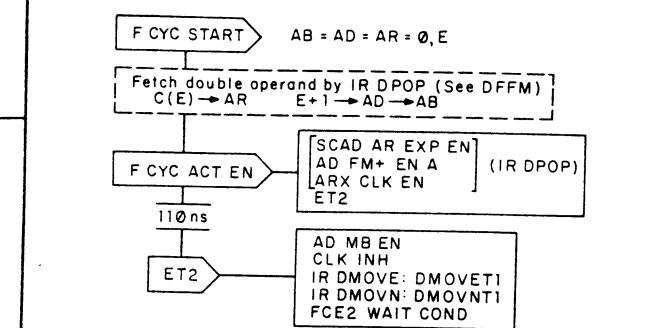 F CYC START
AB = AD = AR = Ø, E
Fetch double operand by IR DPOP (See DFFM)
C(E) → AR E+1 → AD → AB
F CYC ACT EN
SCAD AR EXP EN
AD FM+ EN A
ARX CLK EN
(IR DPOP)
ET2
11Øns
ET2
AD MB EN
CLK INH
IR DMOVE: DMOVET1
IR DMOVN: DMOVNT1
FCE2 WAIT COND